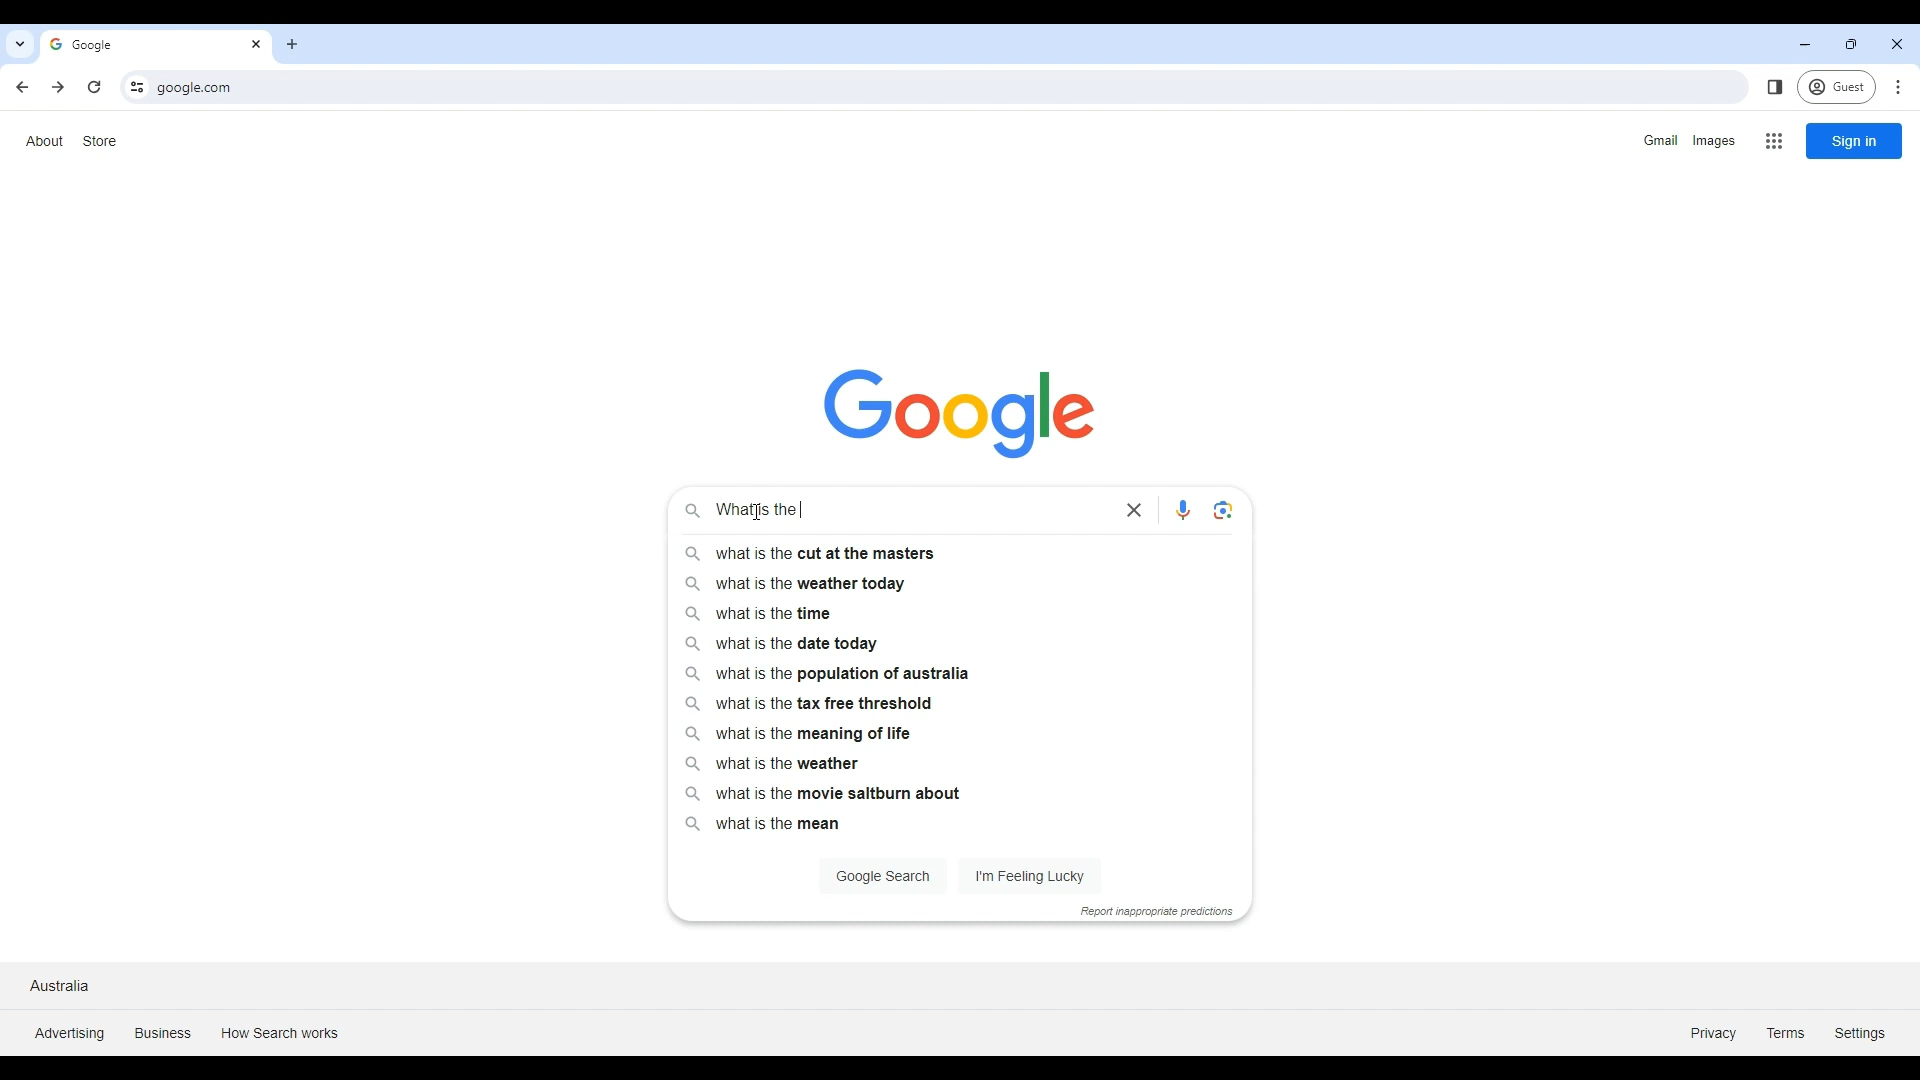 Google
google.com
Guest
About Store
Gmail Images
Sign in
Google
What is the
what is the cut at the masters
what is the weather today
what is the time
what is the date today
what is the population of australia
what is the tax free threshold
what is the meaning of life
what is the weather
what is the movie saltburn about
what is the mean
Google Search I'm Feeling Lucky
Report inappropriate predictions
Australia
Advertising Business How Search works
Privacy Terms Settings